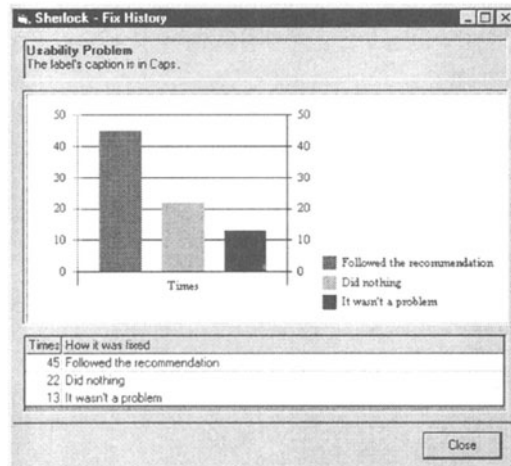 Sherlock - Fix History
Usability Problem
The label's caption is in Caps.
50 50
40 40
30 30
20 20
10 10
0 0
Times
Followed the recommendation
Did nothing
It wasn't a problem
Times How it was fixed
45 Followed the recommendation
22 Did nothing
13 It wasn't a problem
Close